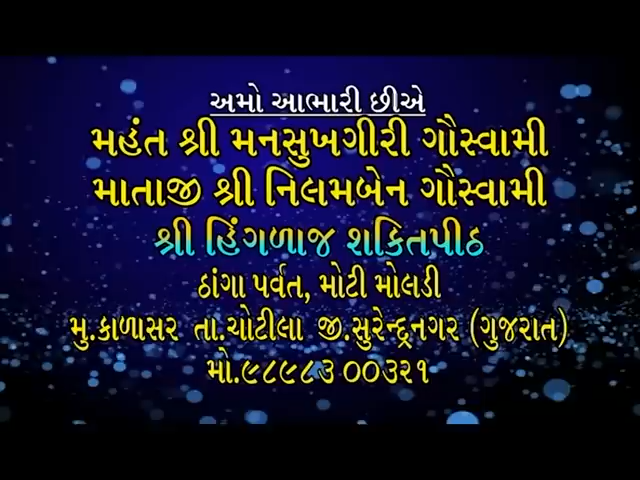 અમો આભારી છીએ
મહંત શ્રી મનસુખગીરી ગૌસ્વામી
માતાજી શ્રી નિલમબેન ગૌસ્વામી
શ્રી હિંગળાજ શકિતપીઠ
ઠાંગા પર્વત, મોટી મોલડી
મુ.કાળાસર તા.ચોટીલા જી.સુરેન્દ્રનગર (ગુજરાત)
મો.૯૮૯૮૩ ૦૦૩૨૧